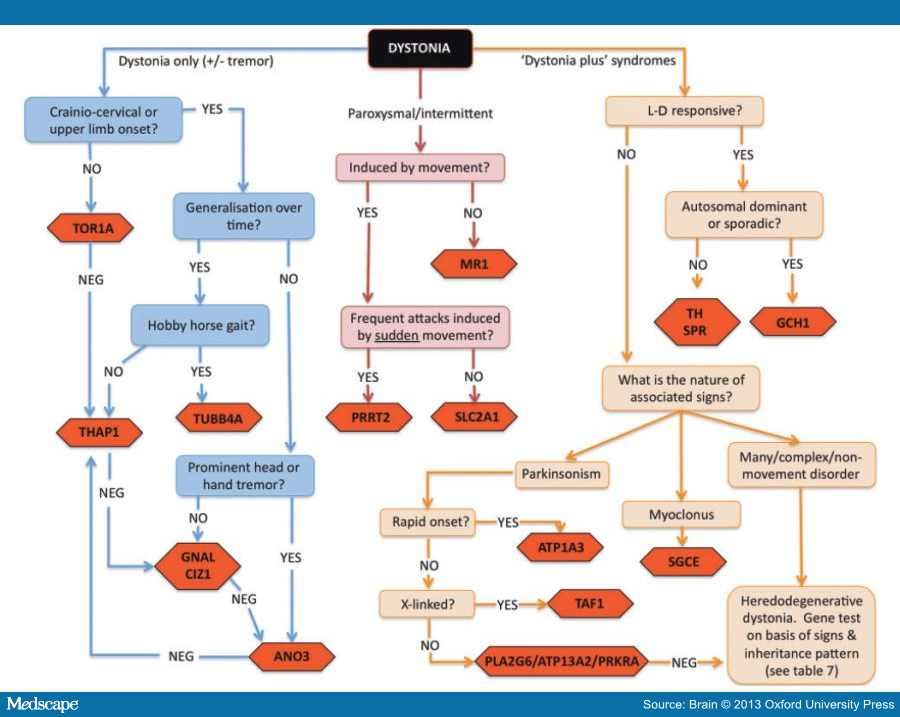 DYSTONIA
Dystonia only (+/- tremor)
'Dystonia plus' syndromes
Crainio-cervical or
upper limb onset?
YES
Paroxysmal/intermittent
L-D responsive?
NO
Induced by movement?
NO
YES
TOR1A
Generalisation over
time?
YES
NO
Autosomal dominant
or sporadic?
NEG
YES
NO
MR1
NO
YES
Hobby horse gait?
Frequent attacks induced
by sudden movement?
TH
SPR
GCH1
NO
YES
YES
NO
What is the nature of
associated signs?
THAP1
TUBB4A
PRRT2
SLC2A1
Prominent head or
hand tremor?
Parkinsonism
Many/complex/non-
movement disorder
NEG
NO
YES
Rapid onset?
YES
Myoclonus
GNAL
CIZ1
ATP1A3
SGCE
NO
NEG
X-linked?
YES
TAF1
Heredodegenerative
dystonia. Gene test
on basis of signs &
inheritance pattern
(see table 7)
NEG
ANO3
NO
PLA2G6/ATP13A2/PRKRA
NEG
Medscape
Source: Brain © 2013 Oxford University Press